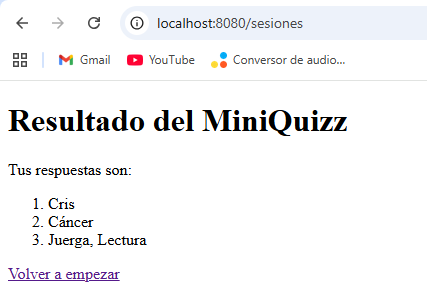 localhost:8080/sesiones
Gmail YouTube Conversor de audio...
Resultado del MiniQuizz
Tus respuestas son:
1. Cris
2. Cáncer
3. Juerga, Lectura
Volver a empezar